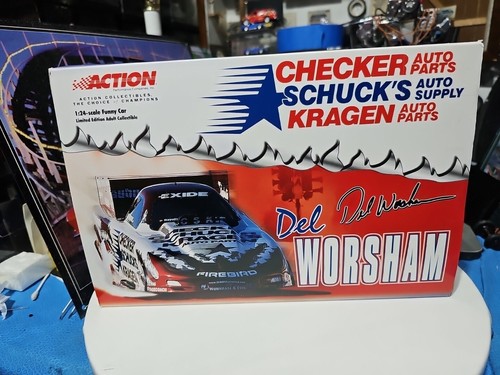 ACTION
ACTION COLLECTIBLES,
THE CHOICE of CHAMPIONS
1:24-scale Funny Car
Limited Edition Adult Collectible
CHECKER AUTO PARTS
SCHUCK'S AUTO SUPPLY
KRAGEN AUTO PARTS
EXIDE
FIREBIRD
Del Worsham
Del
WORSHAM